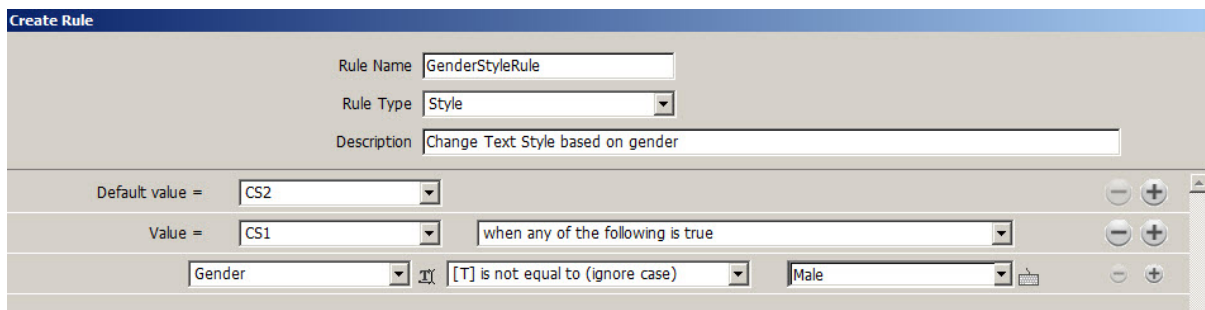 Create Rule
Rule Name GenderStyleRule
Rule Type Style
Description Change Text Style based on gender
Default value = CS2
Value = CS1 when any of the following is true
Gender T [T] is not equal to (ignore case) Male